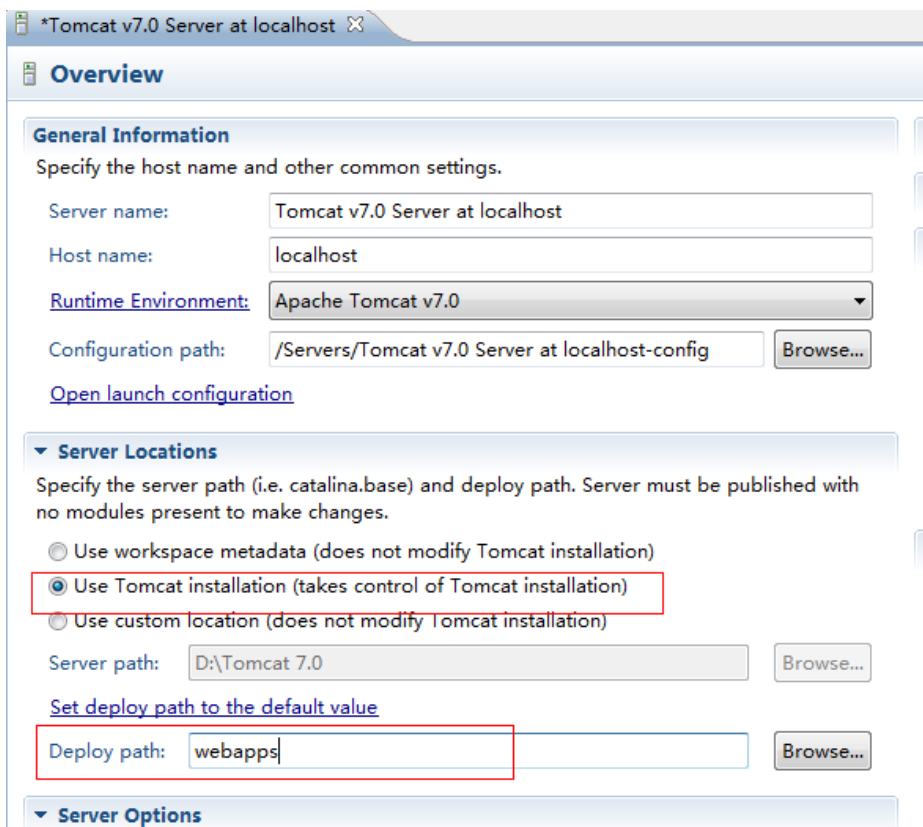 *Tomcat v7.0 Server at localhost
Overview
General Information
Specify the host name and other common settings.
Server name: Tomcat v7.0 Server at localhost
Host name: localhost
Runtime Environment: Apache Tomcat v7.0
Configuration path: /Servers/Tomcat v7.0 Server at localhost-config Browse...
Open launch configuration
Server Locations
Specify the server path (i.e. catalina.base) and deploy path. Server must be published with
no modules present to make changes.
Use workspace metadata (does not modify Tomcat installation)
Use Tomcat installation (takes control of Tomcat installation)
Use custom location (does not modify Tomcat installation)
Server path: D:\Tomcat 7.0 Browse...
Set deploy path to the default value
Deploy path: webapps Browse...
Server Options